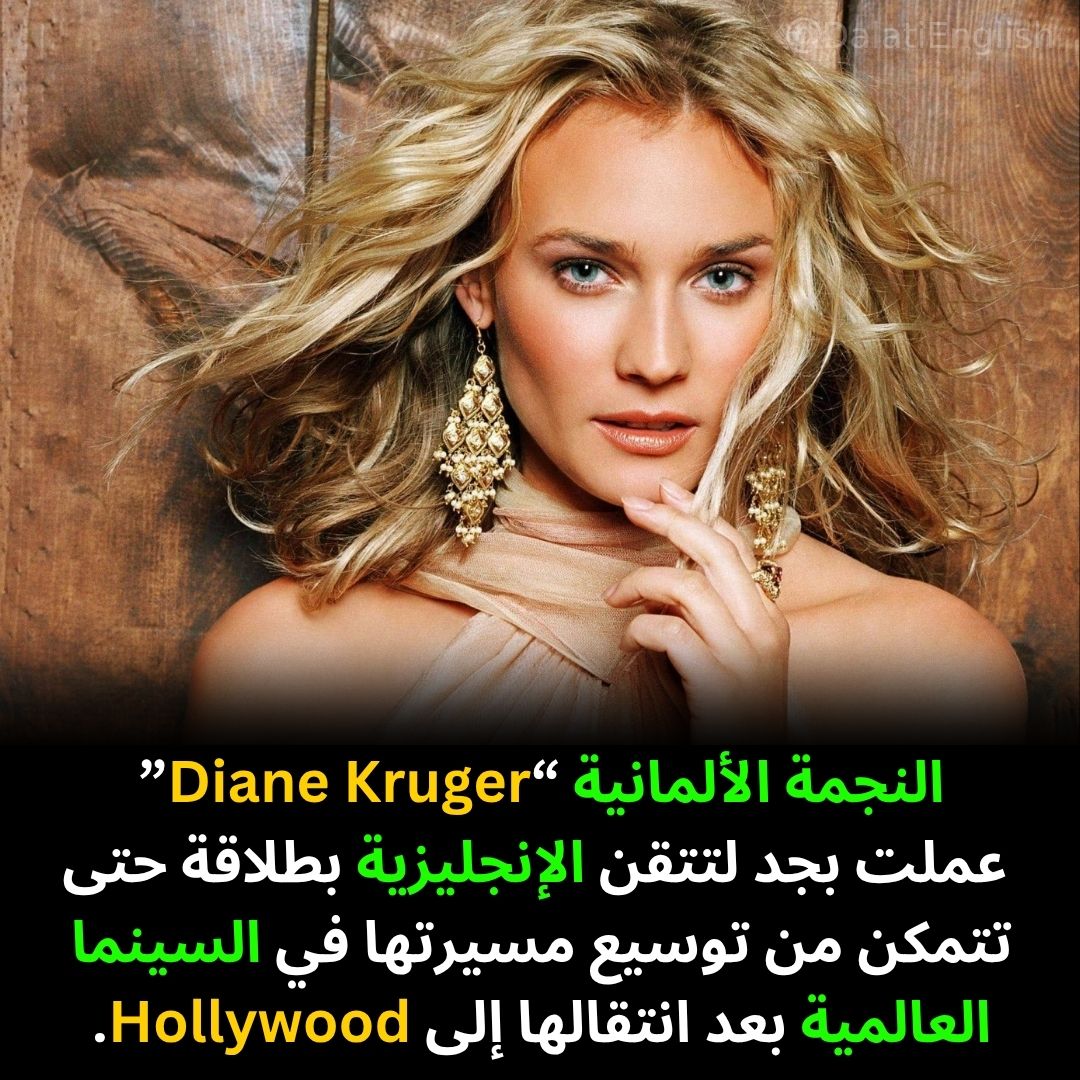 @QalatiEnglish
النجمة الألمانية “Diane Kruger”
عملت بجد لتتقن الإنجليزية بطلاقة حتى
تتمكن من توسيع مسيرتها في السينما
العالمية بعد انتقالها إلى Hollywood.